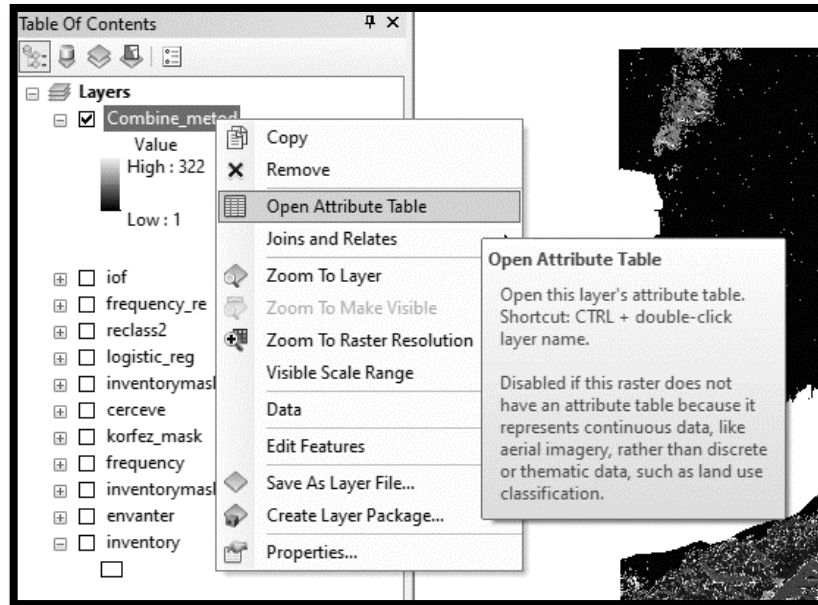 Table Of Contents
Layers
Combine_metod
Value
High : 322
Low : 1
iof
frequency_re
reclass2
logistic_reg
inventorymasl
cerceve
korfez_mask
frequency
inventorymasl
envanter
inventory
Copy
Remove
Open Attribute Table
Joins and Relates
Zoom To Layer
Zoom To Make Visible
Zoom To Raster Resolution
Visible Scale Range
Data
Edit Features
Save As Layer File...
Create Layer Package...
Properties...
Open Attribute Table
Open this layer's attribute table.
Shortcut: CTRL + double-click
layer name.
Disabled if this raster does not
have an attribute table because it
represents continuous data, like
aerial imagery, rather than discrete
or thematic data, such as land use
classification.